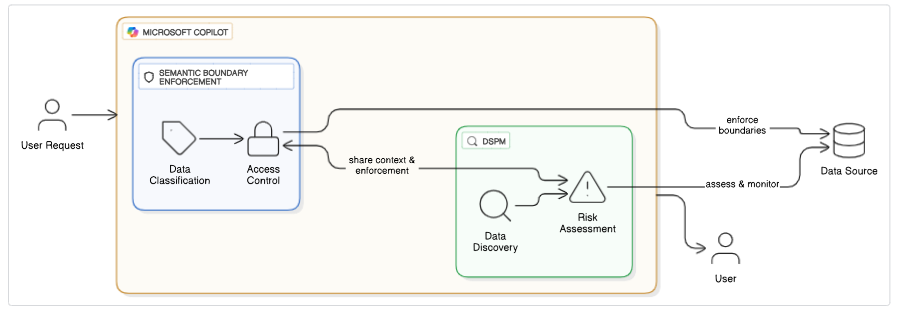 MICROSOFT COPILOT
SEMANTIC BOUNDARY
ENFORCEMENT
User Request
Data
Classification
Access
Control
share context &
enforcement
DSPM
Data
Discovery
Risk
Assessment
enforce
boundaries
assess & monitor
Data Source
User